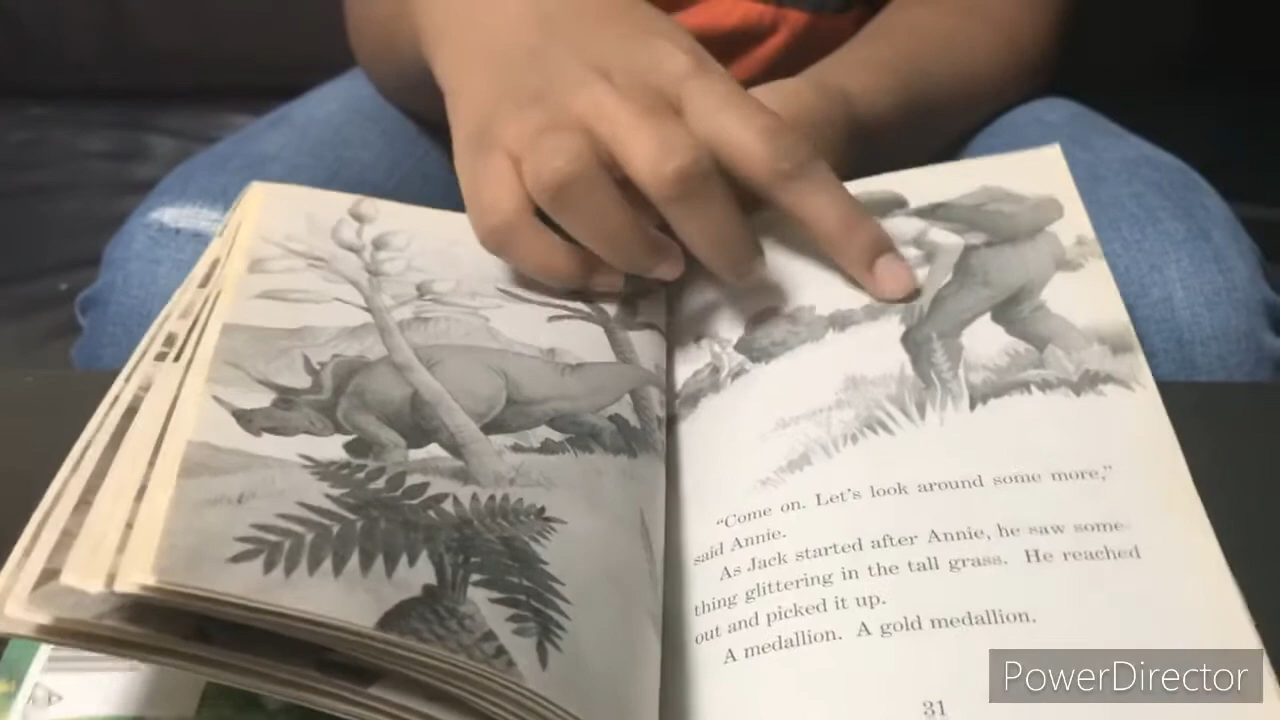 “Come on. Let’s look around some more,”
said Annie.
As Jack started after Annie, he saw some-
thing glittering in the tall grass. He reached
out and picked it up.
A medallion. A gold medallion.
31
PowerDirector